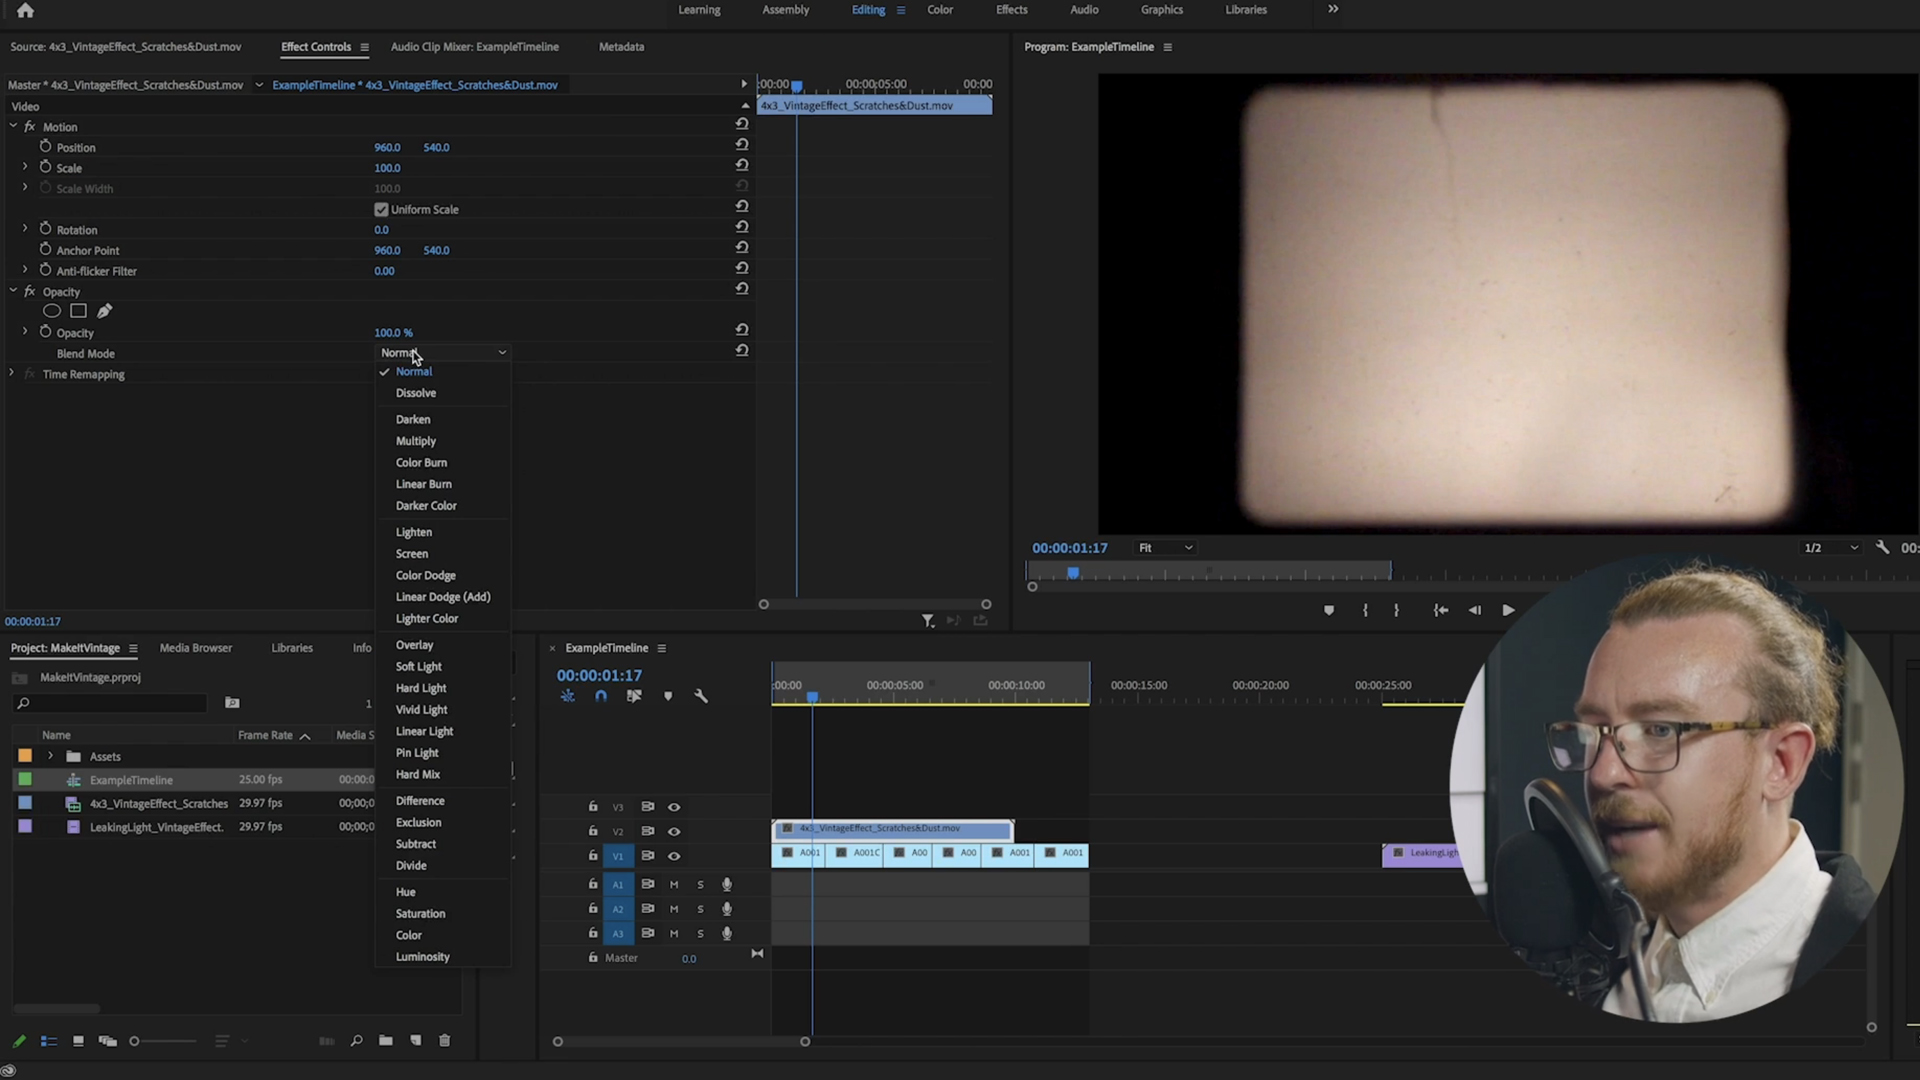 Learning Assembly Editing Color Effects Audio Graphics Libraries
Source: 4x3_VintageEffect_Scratches&Dust.mov Effect Controls Audio Clip Mixer: ExampleTimeline Metadata
Program: ExampleTimeline
Master * 4x3_VintageEffect_Scratches&Dust.mov ExampleTimeline * 4x3_VintageEffect_Scratches&Dust.mov
:00:00 00:00:05:00 00:00
Video
4x3_VintageEffect_Scratches&Dust.mov
fx Motion
Position 960.0 540.0
Scale 100.0
Scale Width 100.0
Uniform Scale
Rotation 0.0
Anchor Point 960.0 540.0
Anti-flicker Filter 0.00
fx Opacity
Opacity 100.0 %
Blend Mode Normal
fx Time Remapping
Normal
Dissolve
Darken
Multiply
Color Burn
Linear Burn
Darker Color
Lighten
Screen
Color Dodge
Linear Dodge (Add)
Lighter Color
Overlay
Soft Light
Hard Light
Vivid Light
Linear Light
Pin Light
Hard Mix
Difference
Exclusion
Subtract
Divide
Hue
Saturation
Color
Luminosity
00:00:01:17 Fit 1/2 00:
00:00:01:17
Project: MakeItVintage Media Browser Libraries Info
MakeItVintage.prproj
1
Name Frame Rate Media S
Assets
ExampleTimeline 25.00 fps 00:00:0
4x3_VintageEffect_Scratches 29.97 fps 00;00;0
LeakingLight_VintageEffect. 29.97 fps 00;00;0
× ExampleTimeline
00:00:01:17
:00:00 00:00:05:00 00:00:10:00 00:00:15:00 00:00:20:00 00:00:25:00
V3
V2 4x3_VintageEffect_Scratches&Dust.mov
V1 A001 A001C A00 A00 A001 A001 LeakingLigh
A1 M S
A2 M S
A3 M S
Master 0.0